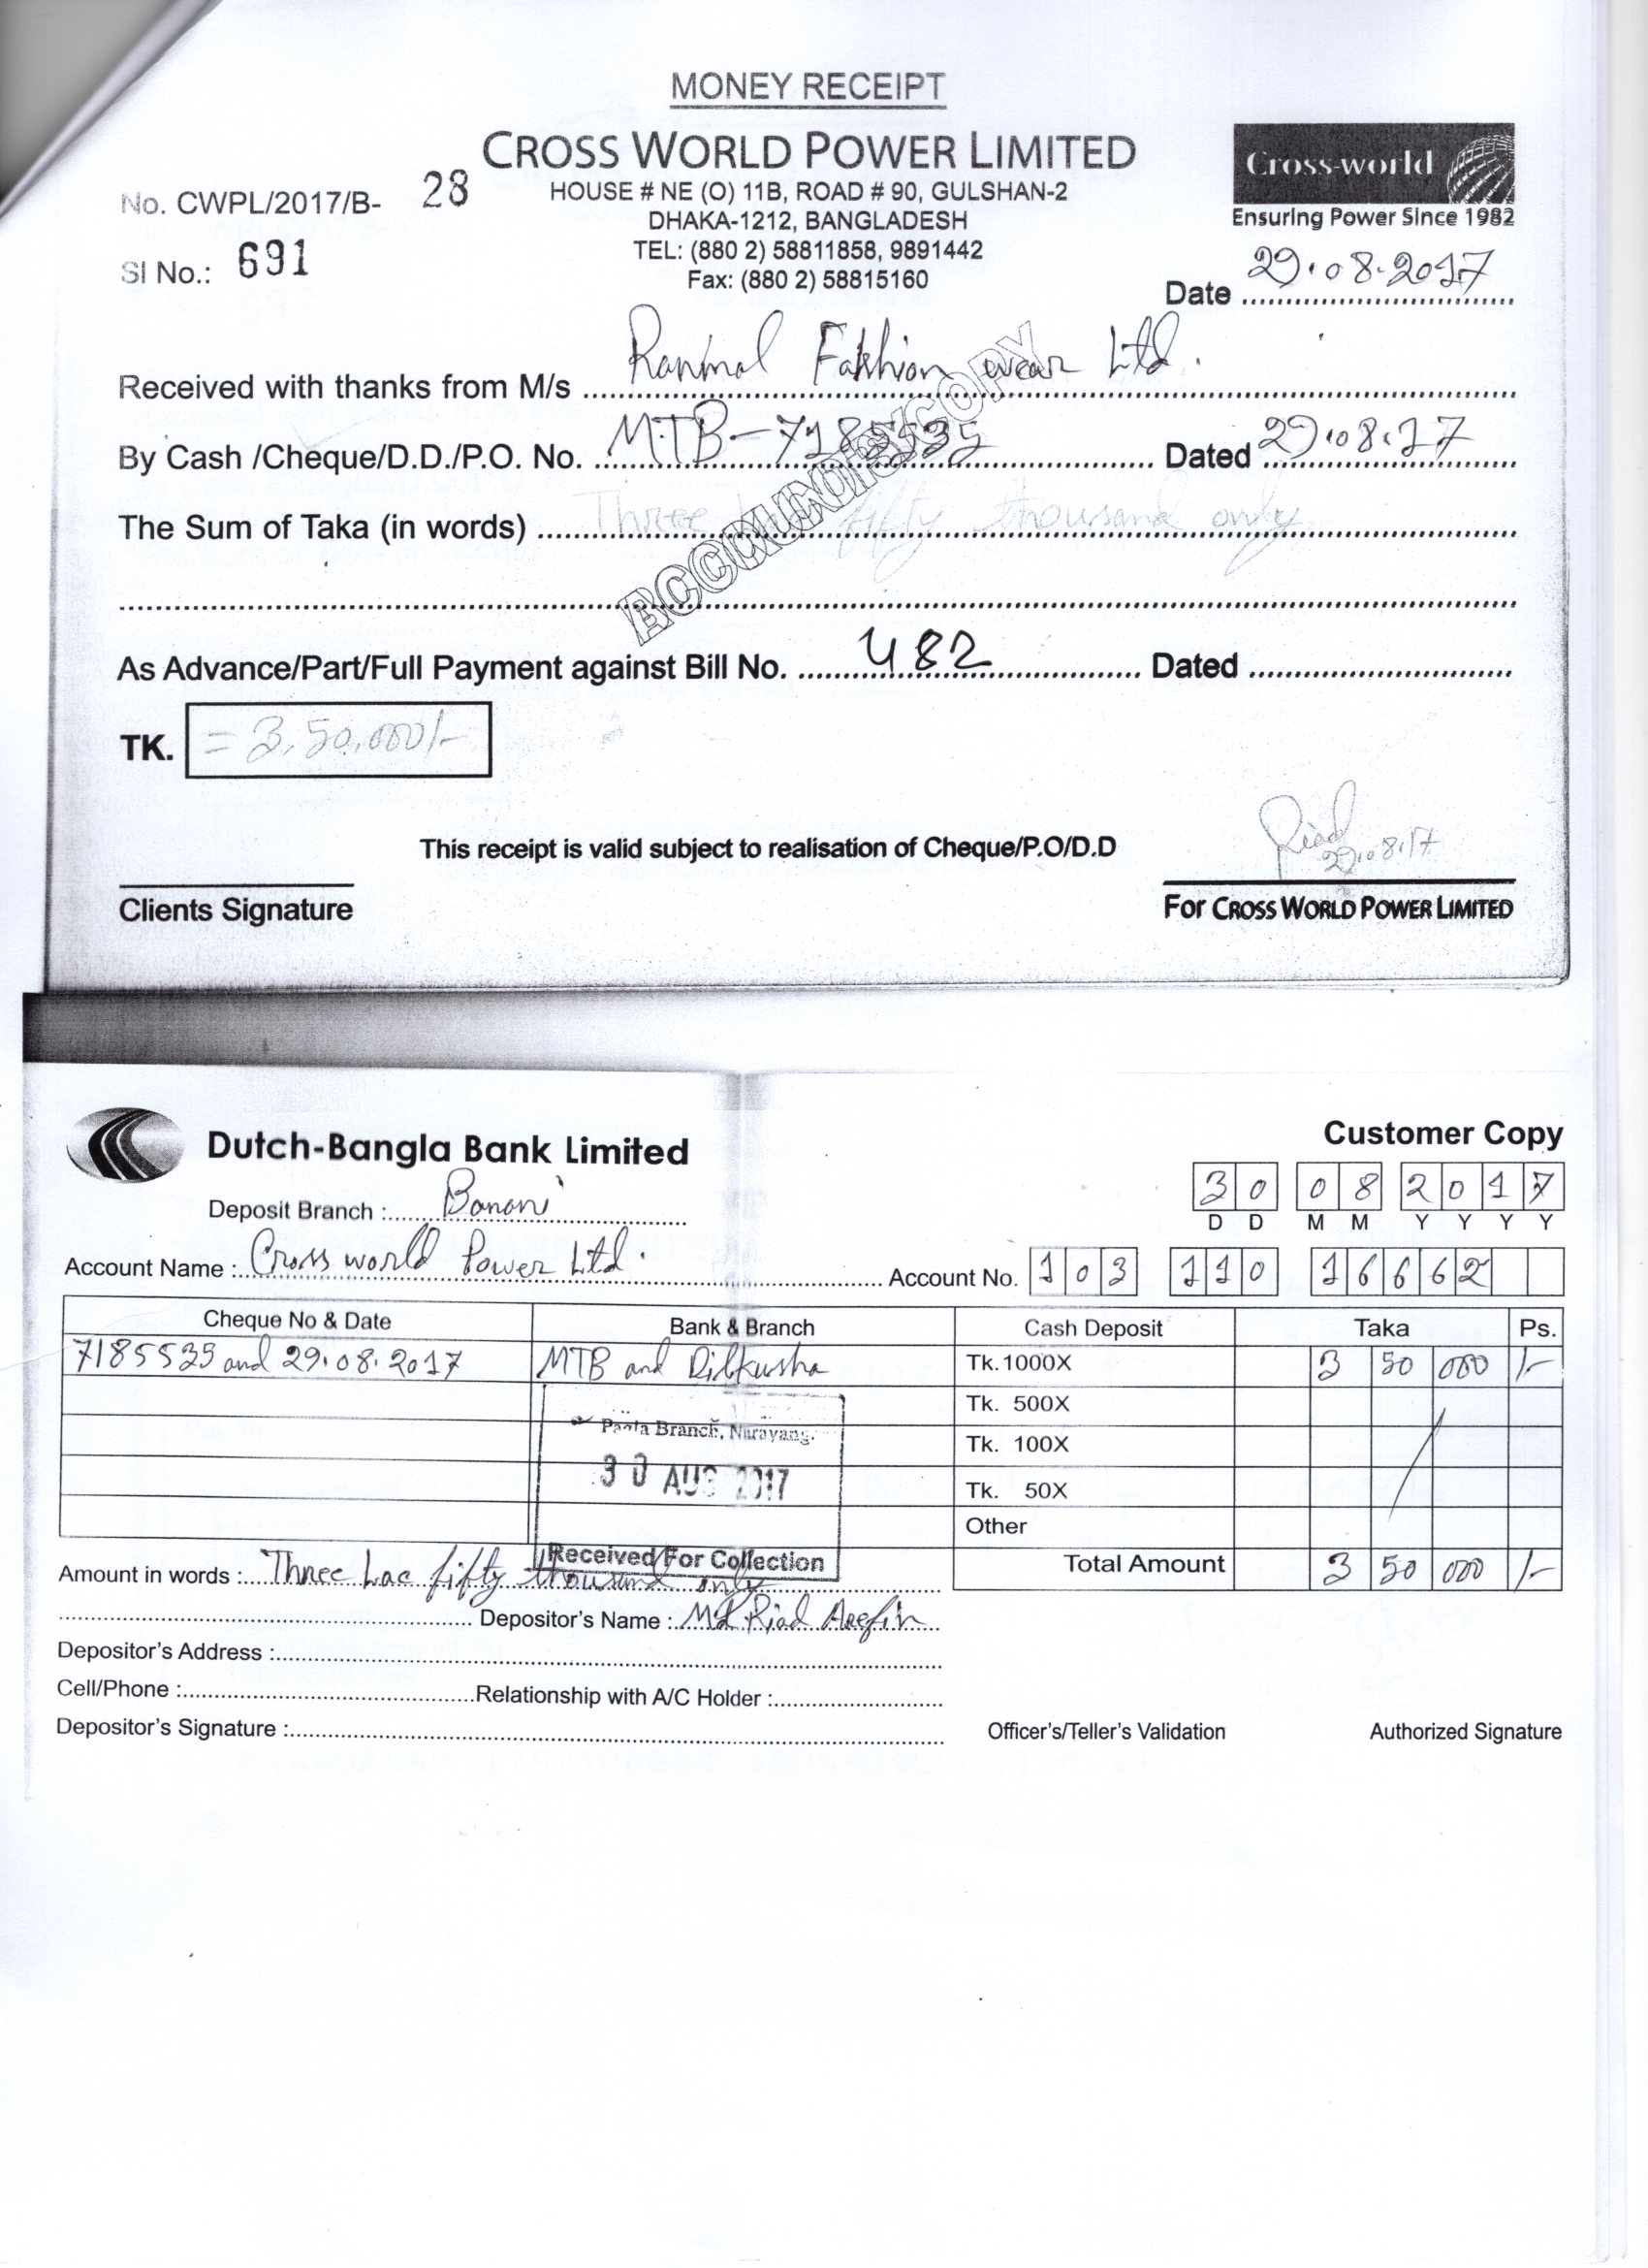 MONEY RECEIPT
CROSS WORLD POWER LIMITED
Cross-world
Ensuring Power Since 1982
No. CWPL/2017/B- 28
HOUSE # NE (O) 11B, ROAD # 90, GULSHAN-2
DHAKA-1212, BANGLADESH
TEL: (880 2) 58811858, 9891442
Sl No.: 691
Fax: (880 2) 58815160
Date 29.08.2017
Received with thanks from M/s Fashion wear Ltd.
By Cash /Cheque/D.D./P.O. No. MTB-7185535 Dated 29.08.17
The Sum of Taka (in words) Three Lac fifty thousand only
ACCOUNTS COPY
As Advance/Part/Full Payment against Bill No. 482 Dated
TK. = 3,50,000/-
Riad
29.08.17
This receipt is valid subject to realisation of Cheque/P.O/D.D
Clients Signature
For CROSS WORLD POWER LIMITED
Dutch-Bangla Bank Limited
Customer Copy
Deposit Branch : Banani
30 08 2017
D D M M Y Y Y Y
Account Name : Cross world Power Ltd.
Account No. 103 110 16662
Cheque No & Date Bank & Branch Cash Deposit Taka Ps.
7185535 and 29.08.2017 MTB and Dilkusha Tk.1000X 3 50 000 /-
Tk. 500X
Branch, Narayang.
Tk. 100X
30 AUG 2017
Tk. 50X
Other
Received For Collection
Total Amount 3 50 000 /-
Amount in words : Three Lac fifty thousand only
Depositor's Name : Md. Riad Arefin
Depositor's Address :
Cell/Phone : Relationship with A/C Holder :
Depositor's Signature :
Officer's/Teller's Validation
Authorized Signature